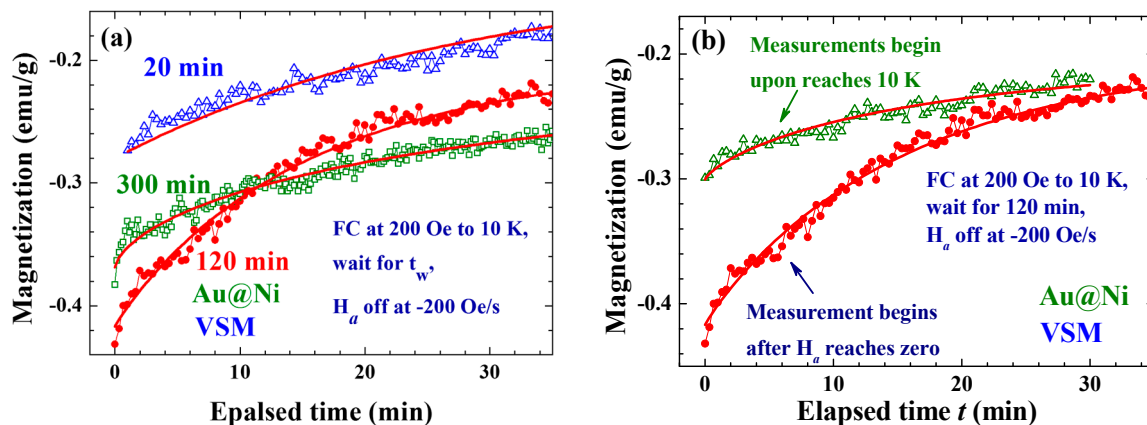 (a)
20 min
300 min
120 min
Au@Ni
VSM
FC at 200 Oe to 10 K,
wait for t_w,
H_a off at -200 Oe/s
Magnetization (emu/g)
-0.2
-0.3
-0.4
0 10 20 30
Epalsed time (min)
(b)
Measurements begin
upon reaches 10 K
FC at 200 Oe to 10 K,
wait for 120 min,
H_a off at -200 Oe/s
Measurement begins
after H_a reaches zero
Au@Ni
VSM
Magnetization (emu/g)
-0.2
-0.3
-0.4
0 10 20 30
Elapsed time t (min)